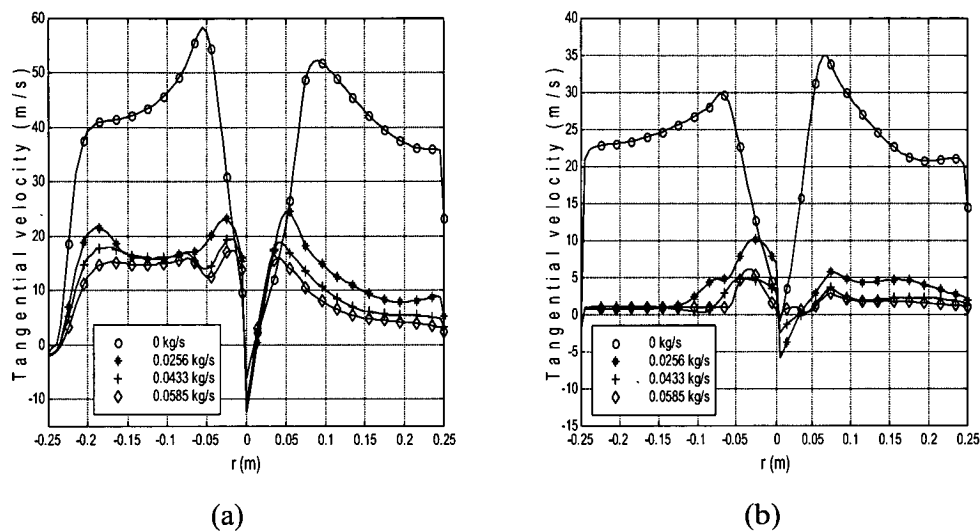 Tangential velocity (m/s)
60
50
40
30
20
10
0
-10
0 kg/s
0.0256 kg/s
0.0433 kg/s
0.0585 kg/s
-0.25 -0.2 -0.15 -0.1 -0.05 0 0.05 0.1 0.15 0.2 0.25
r (m)
(a)
Tangential velocity (m/s)
40
35
30
25
20
15
10
5
0
-5
-10
-15
0 kg/s
0.0256 kg/s
0.0433 kg/s
0.0585 kg/s
-0.25 -0.2 -0.15 -0.1 -0.05 0 0.05 0.1 0.15 0.2 0.25
r (m)
(b)